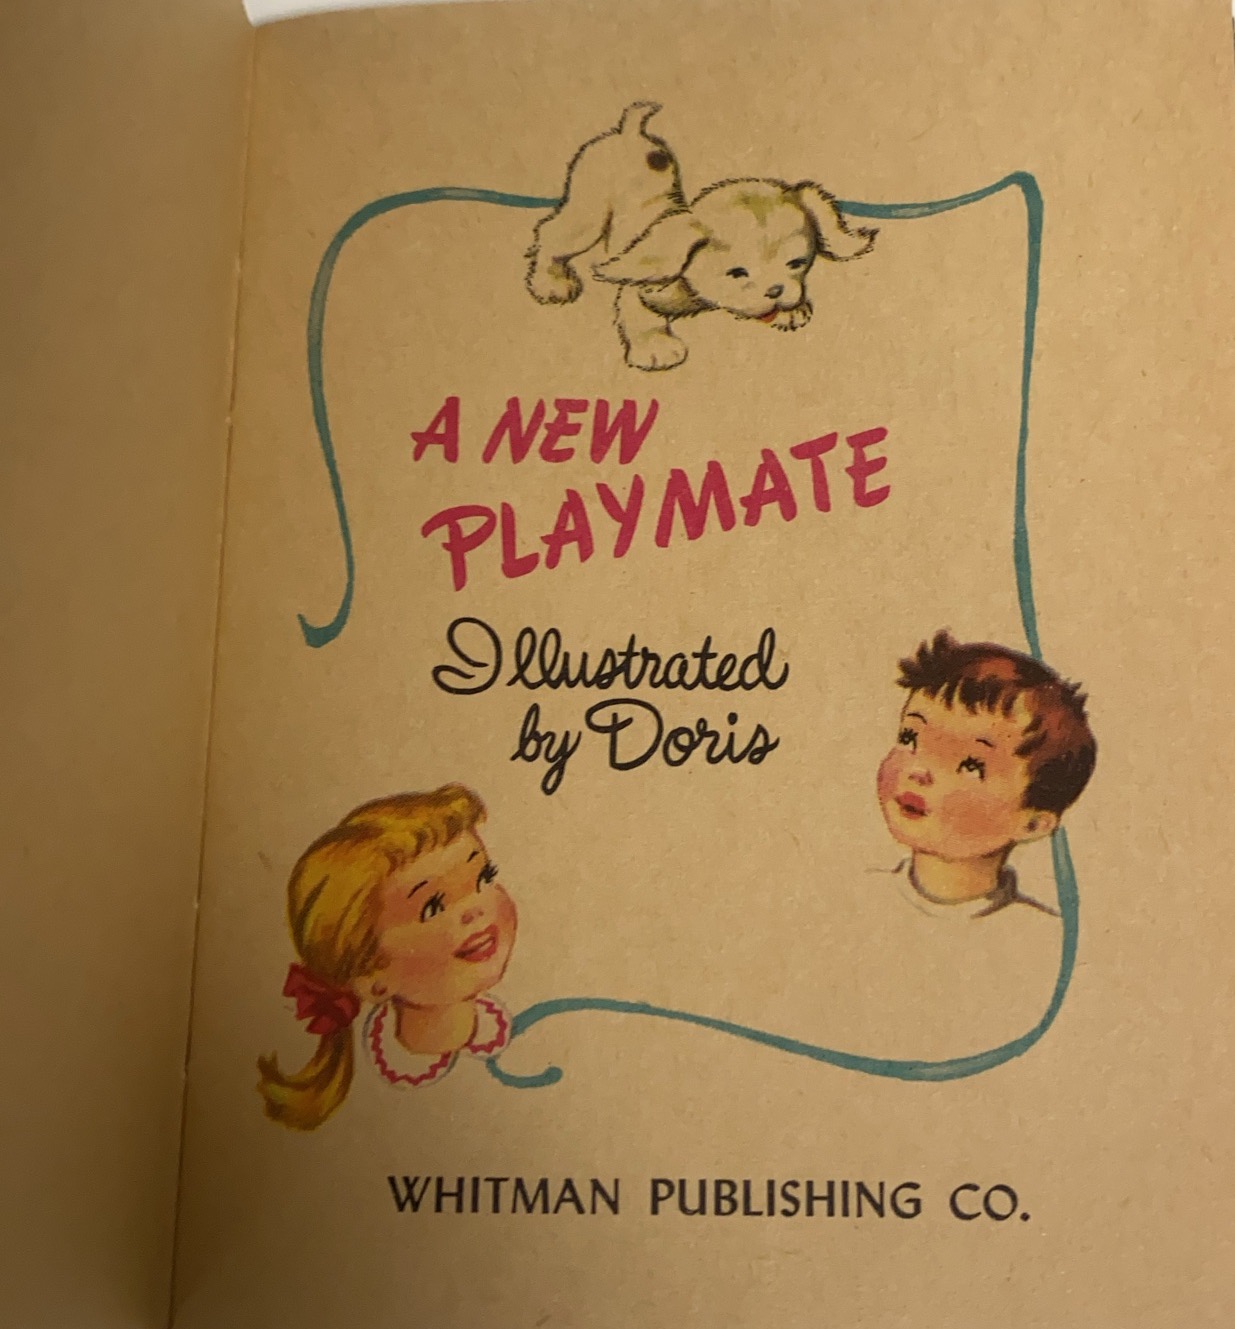 A NEW
PLAYMATE
Illustrated
by Doris
WHITMAN PUBLISHING CO.